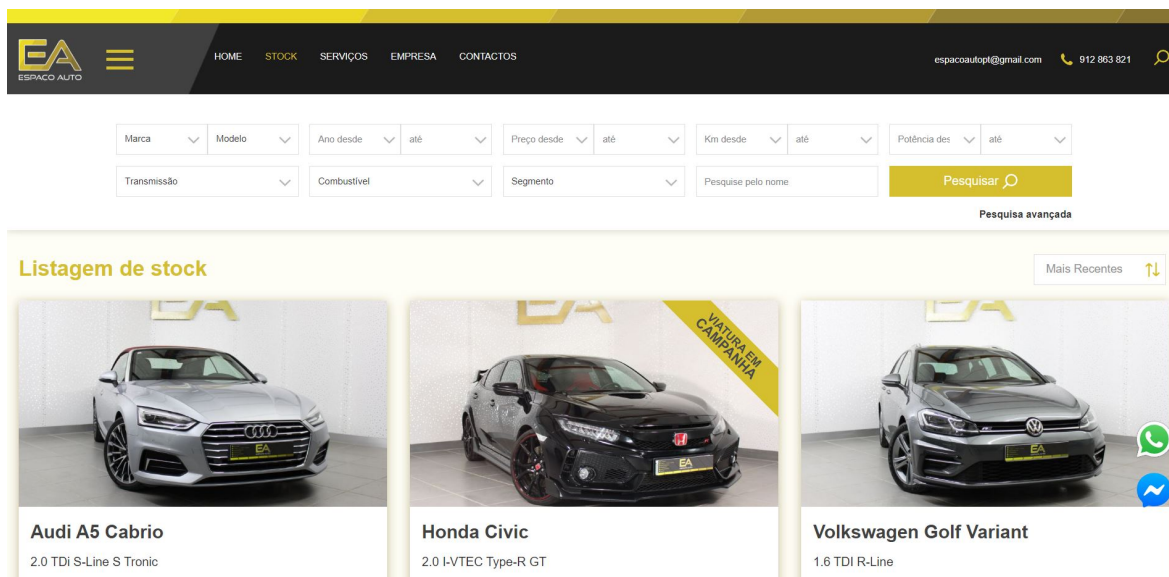 EA
ESPACO AUTO
HOME STOCK SERVIÇOS EMPRESA CONTACTOS
espacoautopt@gmail.com 912 863 821
Marca Modelo Ano desde até Preço desde até Km desde até Potência des até
Transmissão Combustível Segmento Pesquise pelo nome Pesquisar
Pesquisa avançada
Listagem de stock
Mais Recentes
EA
VIATURA EM
CAMPANHA
EA
EA
Audi A5 Cabrio
Honda Civic
Volkswagen Golf Variant
2.0 TDi S-Line S Tronic
2.0 I-VTEC Type-R GT
1.6 TDI R-Line